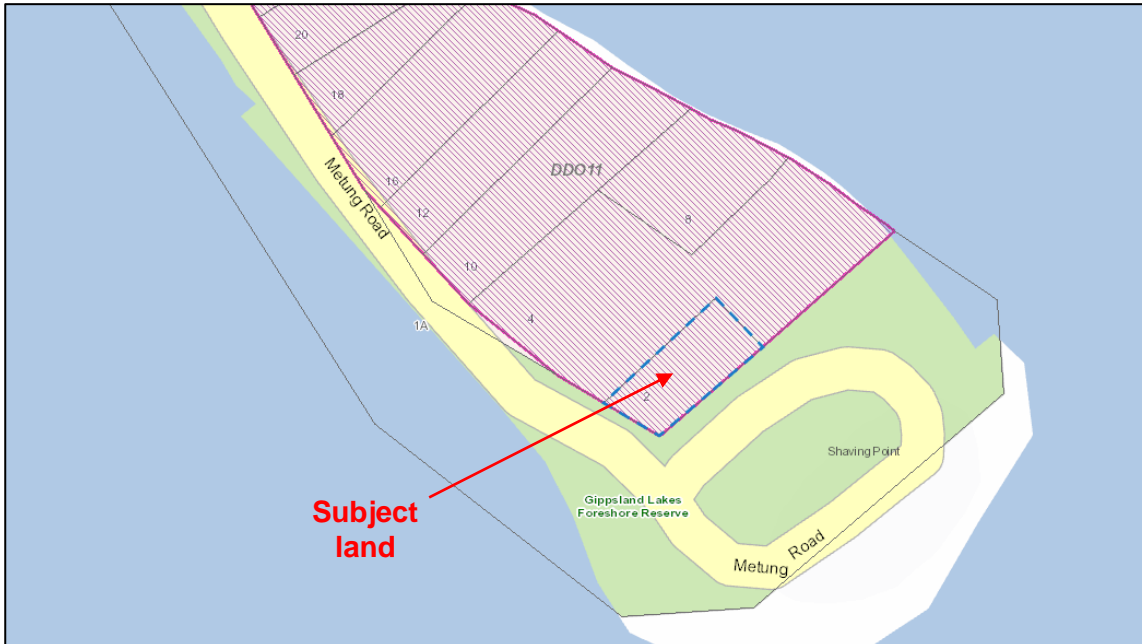 20
18
Metung Road
16
12
DDO11
8
10
4
1A
2
Shaving Point
Gippsland Lakes
Foreshore Reserve
Subject
land
Metung Road